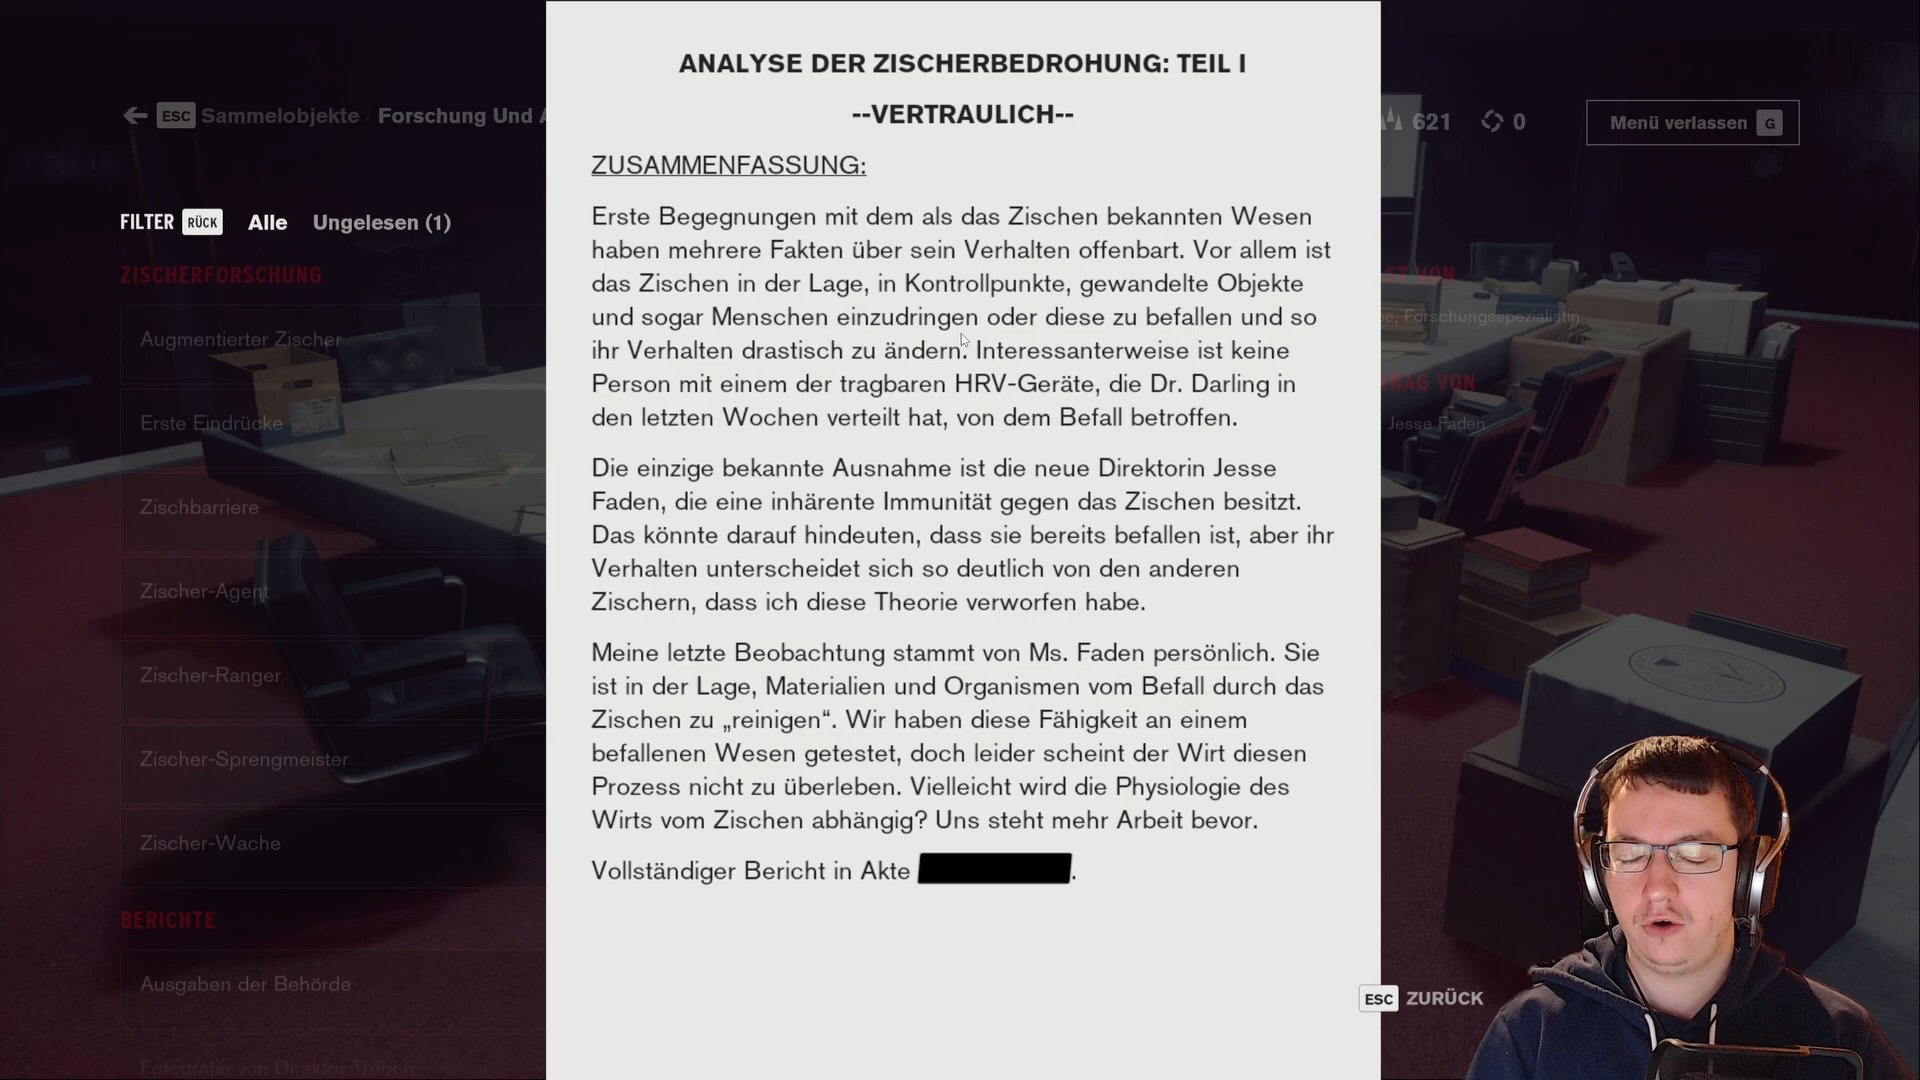 ANALYSE DER ZISCHERBEDROHUNG: TEIL I
--VERTRAULICH--
ESC Sammelobjekte / Forschung Und A
621 0
Menü verlassen G
ZUSAMMENFASSUNG:
FILTER RÜCK Alle Ungelesen (1)
ZISCHERFORSCHUNG
Augmentierter Zischer
Erste Eindrücke
Zischbarriere
Zischer-Agent
Zischer-Ranger
Zischer-Sprengmeister
Zischer-Wache
BERICHTE
Ausgaben der Behörde
Fotografie von Direktor Trench
Erste Begegnungen mit dem als das Zischen bekannten Wesen
haben mehrere Fakten über sein Verhalten offenbart. Vor allem ist
das Zischen in der Lage, in Kontrollpunkte, gewandelte Objekte
und sogar Menschen einzudringen oder diese zu befallen und so
ihr Verhalten drastisch zu ändern. Interessanterweise ist keine
Person mit einem der tragbaren HRV-Geräte, die Dr. Darling in
den letzten Wochen verteilt hat, von dem Befall betroffen.
Die einzige bekannte Ausnahme ist die neue Direktorin Jesse
Faden, die eine inhärente Immunität gegen das Zischen besitzt.
Das könnte darauf hindeuten, dass sie bereits befallen ist, aber ihr
Verhalten unterscheidet sich so deutlich von den anderen
Zischern, dass ich diese Theorie verworfen habe.
Meine letzte Beobachtung stammt von Ms. Faden persönlich. Sie
ist in der Lage, Materialien und Organismen vom Befall durch das
Zischen zu „reinigen“. Wir haben diese Fähigkeit an einem
befallenen Wesen getestet, doch leider scheint der Wirt diesen
Prozess nicht zu überleben. Vielleicht wird die Physiologie des
Wirts vom Zischen abhängig? Uns steht mehr Arbeit bevor.
Vollständiger Bericht in Akte .
VON
Forschungsspezialistin
VON
Jesse Faden
ESC ZURÜCK